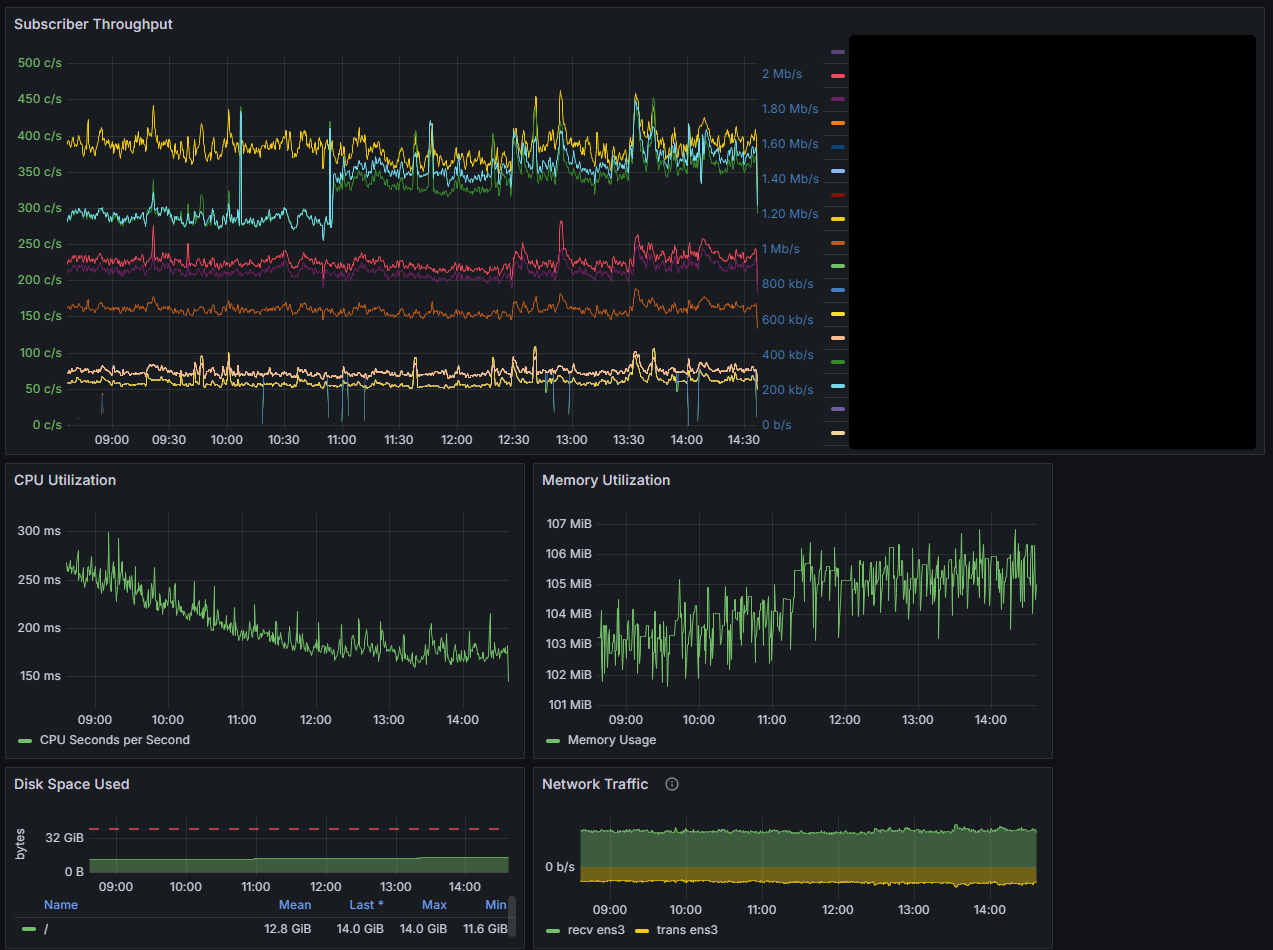 Subscriber Throughput
500 c/s
450 c/s
400 c/s
350 c/s
300 c/s
250 c/s
200 c/s
150 c/s
100 c/s
50 c/s
0 c/s
2 Mb/s
1.80 Mb/s
1.60 Mb/s
1.40 Mb/s
1.20 Mb/s
1 Mb/s
800 kb/s
600 kb/s
400 kb/s
200 kb/s
0 b/s
09:00 09:30 10:00 10:30 11:00 11:30 12:00 12:30 13:00 13:30 14:00 14:30
CPU Utilization
300 ms
250 ms
200 ms
150 ms
09:00 10:00 11:00 12:00 13:00 14:00
CPU Seconds per Second
Memory Utilization
107 MiB
106 MiB
105 MiB
104 MiB
103 MiB
102 MiB
101 MiB
09:00 10:00 11:00 12:00 13:00 14:00
Memory Usage
Disk Space Used
bytes
32 GiB
0 B
09:00 10:00 11:00 12:00 13:00 14:00
Name Mean Last * Max Min
/ 12.8 GiB 14.0 GiB 14.0 GiB 11.6 GiB
Network Traffic
0 b/s
09:00 10:00 11:00 12:00 13:00 14:00
recv ens3 trans ens3